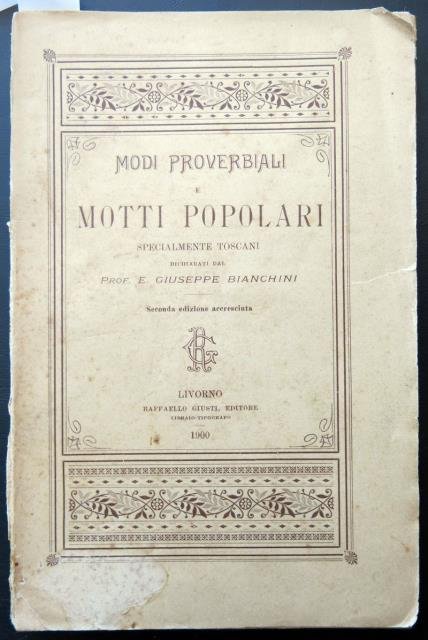 MODI PROVERBIALI
E
MOTTI POPOLARI
SPECIALMENTE TOSCANI
DICHIARATI DAL
PROF. E. GIUSEPPE BIANCHINI
Seconda edizione accresciuta
RG
LIVORNO
RAFFAELLO GIUSTI, EDITORE
LIBRAIO-TIPOGRAFO
1900